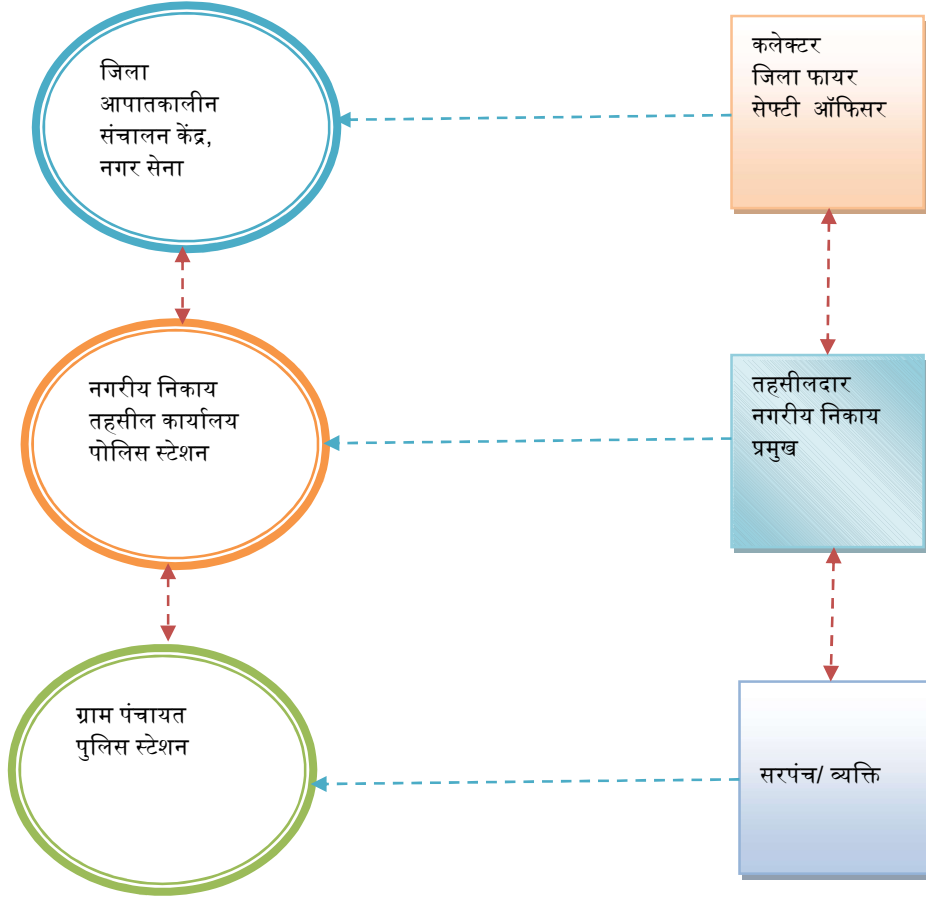 जिला
आपातकालीन
संचालन केंद्र,
नगर सेना
कलेक्टर
जिला फायर
सेफ्टी ऑफिसर
नगरीय निकाय
तहसील कार्यालय
पोलिस स्टेशन
तहसीलदार
नगरीय निकाय
प्रमुख
ग्राम पंचायत
पुलिस स्टेशन
सरपंच/ व्यक्ति